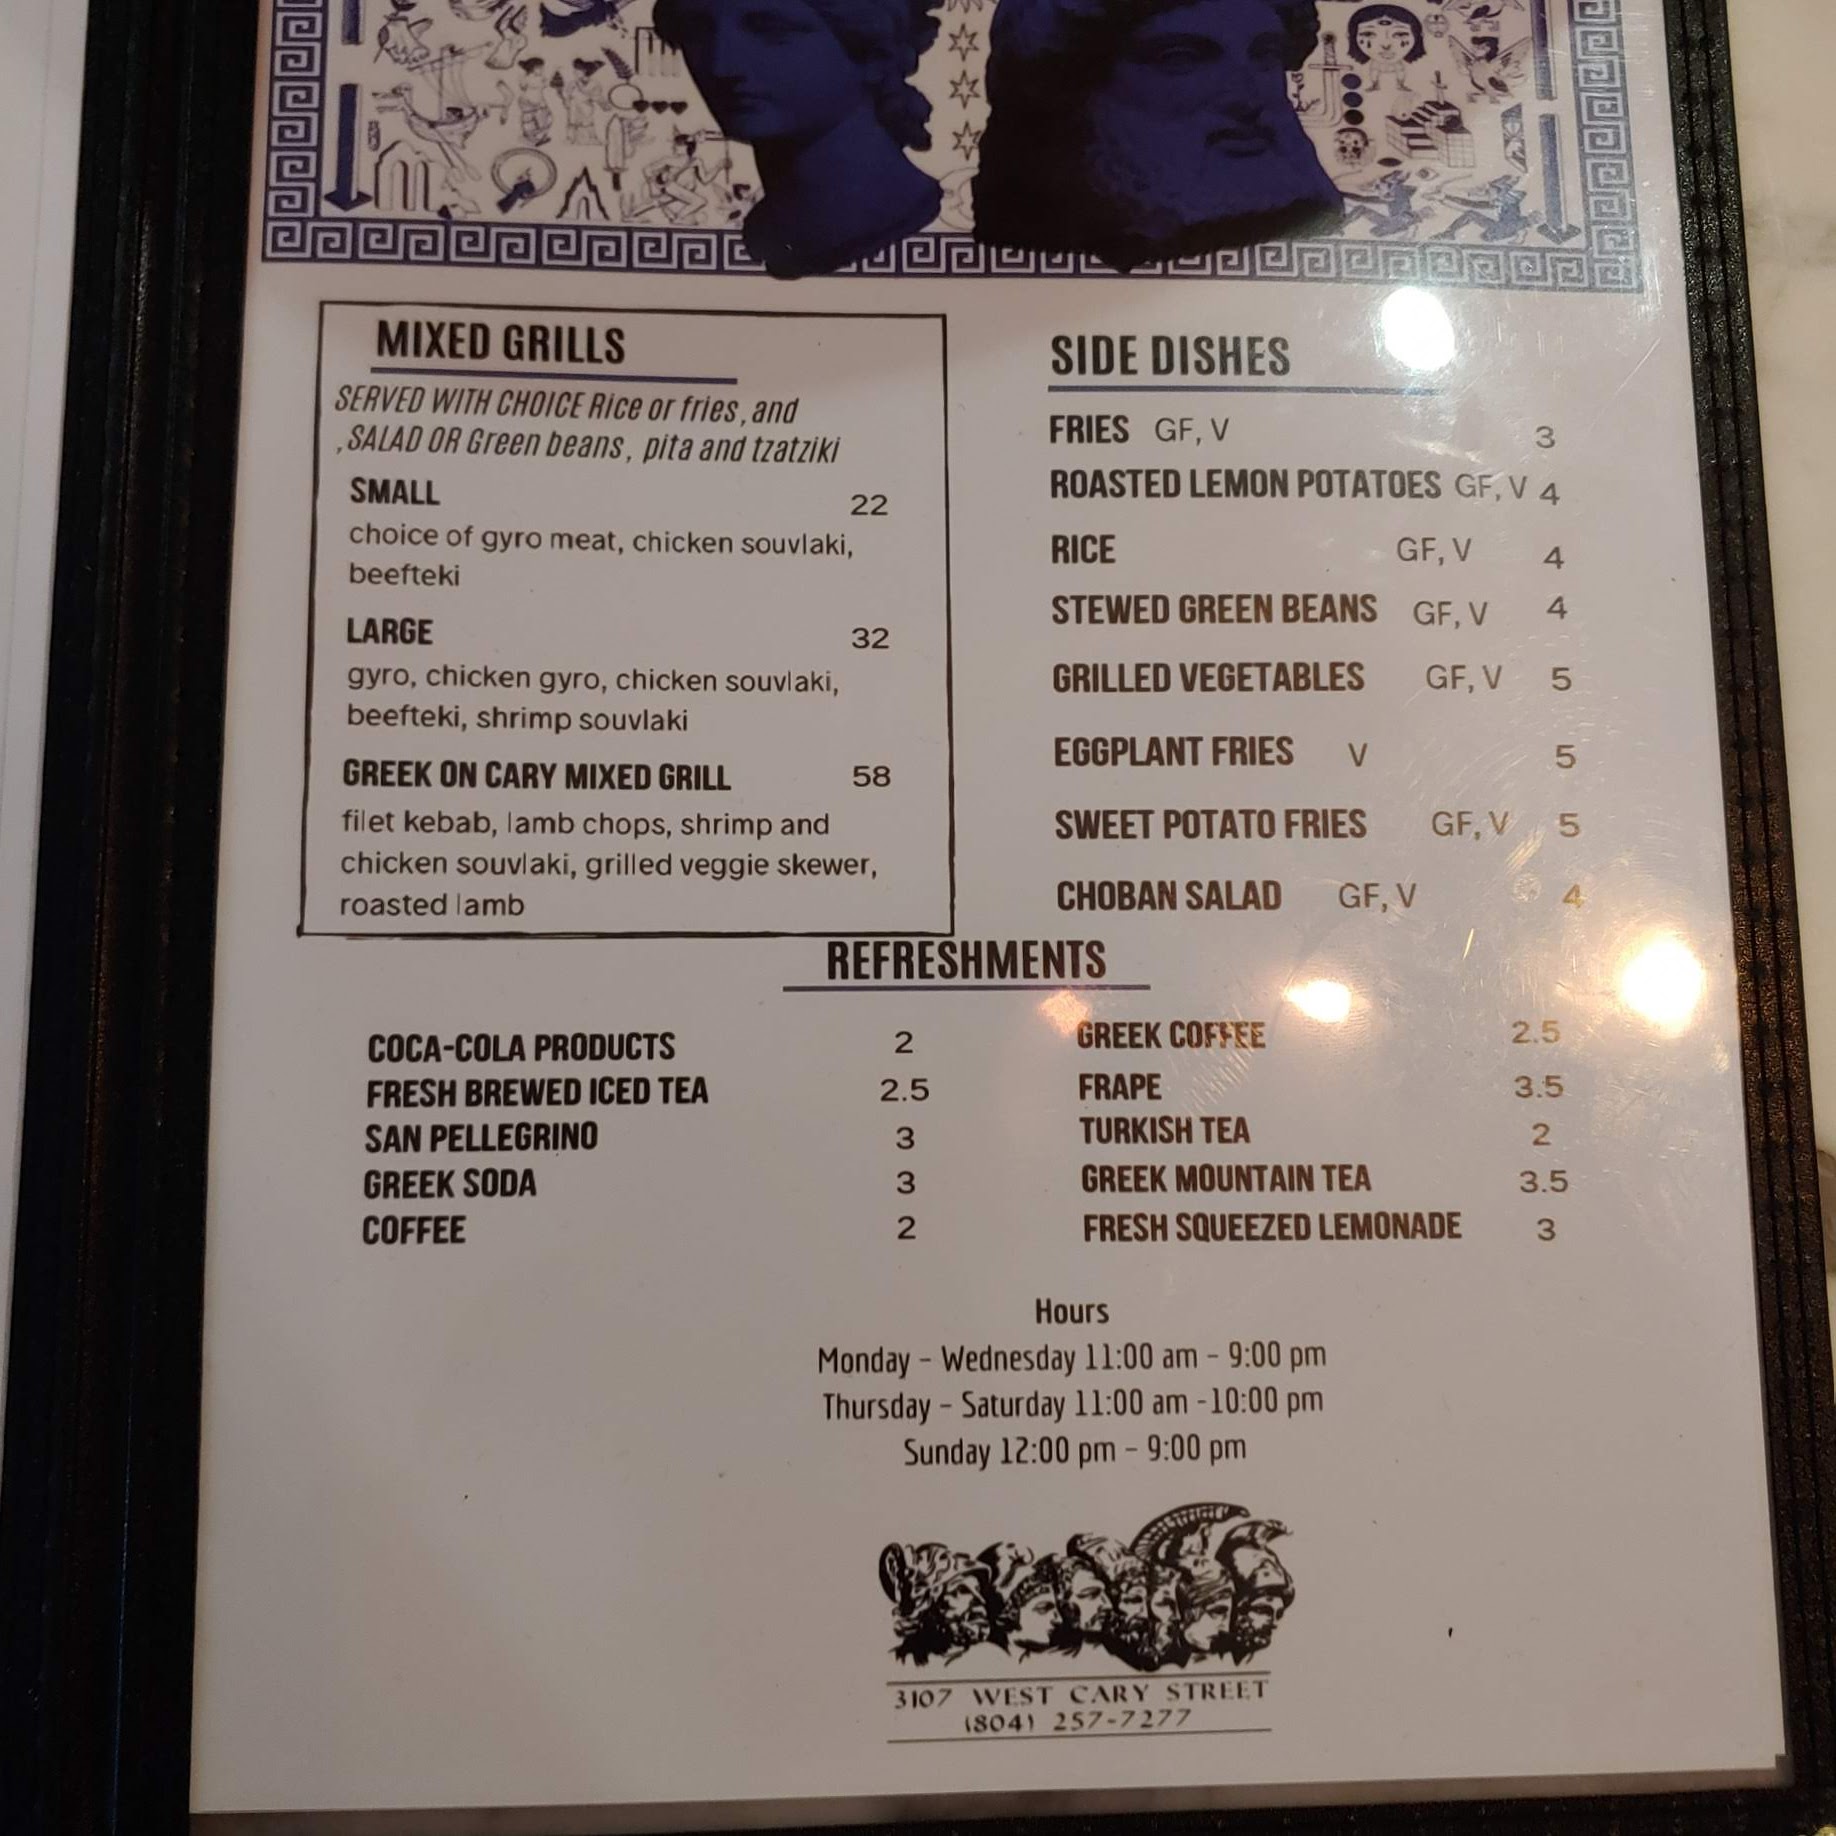 MIXED GRILLS
SERVED WITH CHOICE Rice or fries, and
, SALAD OR Green beans, pita and tzatziki
SMALL 22
choice of gyro meat, chicken souvlaki,
beefteki
LARGE 32
gyro, chicken gyro, chicken souvlaki,
beefteki, shrimp souvlaki
GREEK ON CARY MIXED GRILL 58
filet kebab, lamb chops, shrimp and
chicken souvlaki, grilled veggie skewer,
roasted lamb
SIDE DISHES
FRIES GF, V 3
ROASTED LEMON POTATOES GF, V 4
RICE GF, V 4
STEWED GREEN BEANS GF, V 4
GRILLED VEGETABLES GF, V 5
EGGPLANT FRIES V 5
SWEET POTATO FRIES GF, V 5
CHOBAN SALAD GF, V 4
REFRESHMENTS
COCA-COLA PRODUCTS 2
FRESH BREWED ICED TEA 2.5
SAN PELLEGRINO 3
GREEK SODA 3
COFFEE 2
GREEK COFFEE 2.5
FRAPE 3.5
TURKISH TEA 2
GREEK MOUNTAIN TEA 3.5
FRESH SQUEEZED LEMONADE 3
Hours
Monday - Wednesday 11:00 am - 9:00 pm
Thursday - Saturday 11:00 am -10:00 pm
Sunday 12:00 pm - 9:00 pm
3107 WEST CARY STREET
(804) 257-7277